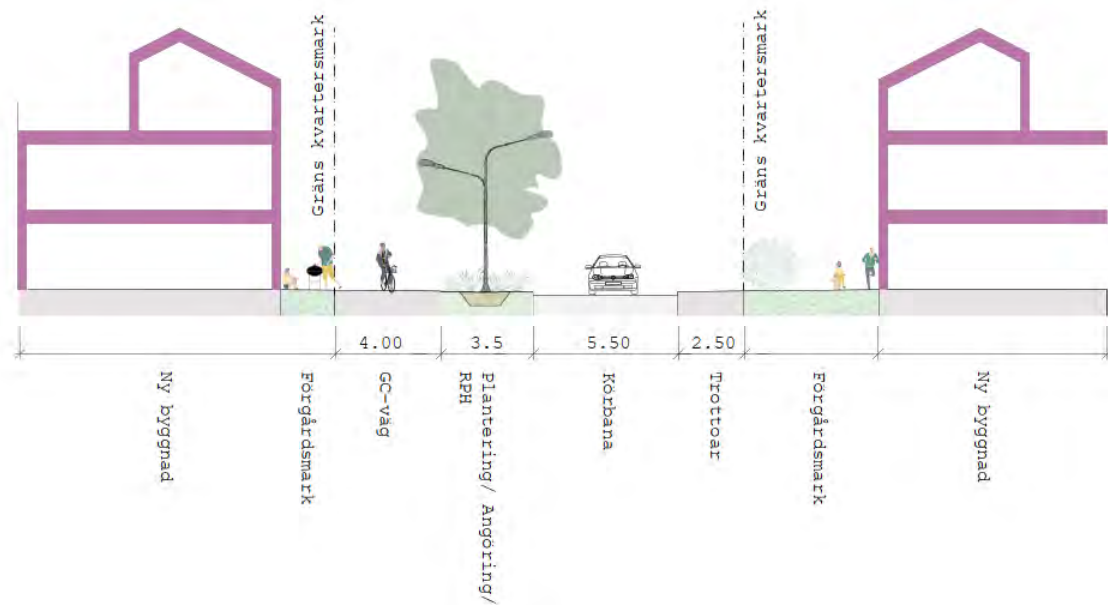 Gräns kvartersmark
Gräns kvartersmark
4.00
3.5
5.50
2.50
Ny byggnad
Förgårdsmark
GC-väg
Plantering/ Angöring/
RPH
Körbana
Trottoar
Förgårdsmark
Ny byggnad